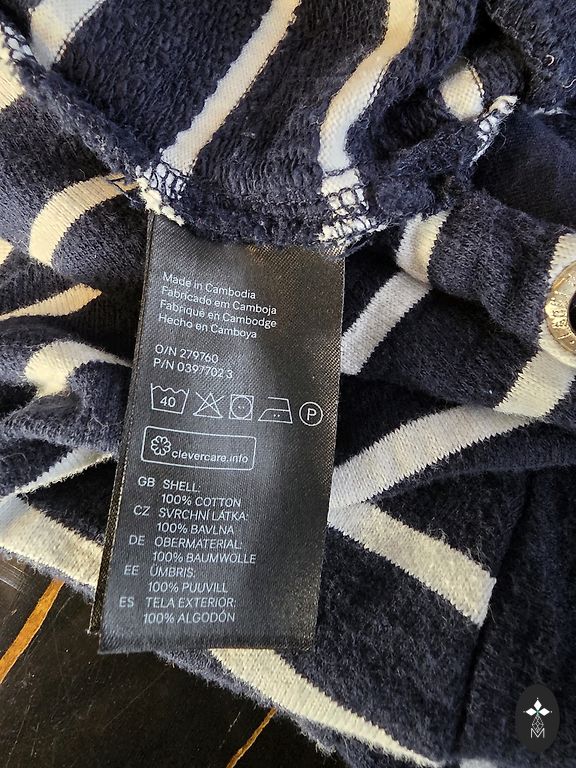 Made in Cambodia
Fabricado em Camboja
Fabriqué en Cambodge
Hecho en Camboya
O/N 279760
P/N 0397702 3
40
P
clevercare.info
GB SHELL:
100% COTTON
CZ SVRCHNÍ LÁTKA:
100% BAVLNA
DE OBERMATERIAL:
100% BAUMWOLLE
EE ÜMBRIS:
100% PUUVILL
ES TELA EXTERIOR:
100% ALGODÓN
M